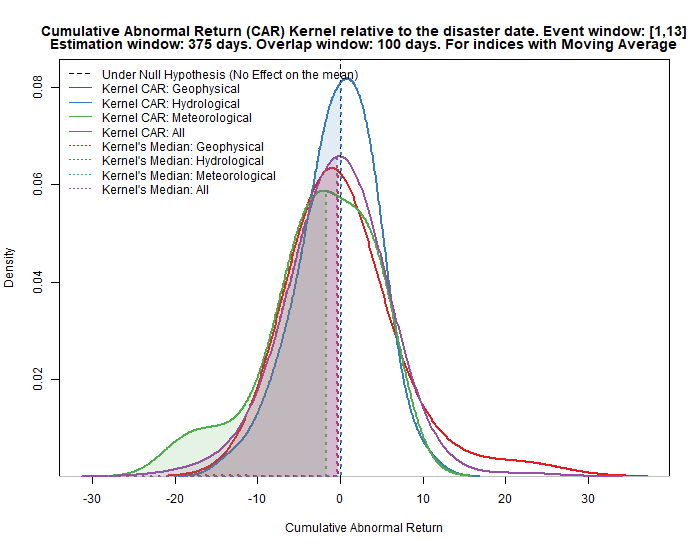 Cumulative Abnormal Return (CAR) Kernel relative to the disaster date. Event window: [1,13]
Estimation window: 375 days. Overlap window: 100 days. For indices with Moving Average
Under Null Hypothesis (No Effect on the mean)
Kernel CAR: Geophysical
Kernel CAR: Hydrological
Kernel CAR: Meteorological
Kernel CAR: All
Kernel's Median: Geophysical
Kernel's Median: Hydrological
Kernel's Median: Meteorological
Kernel's Median: All
Density
0.08
0.06
0.04
0.02
-30 -20 -10 0 10 20 30
Cumulative Abnormal Return